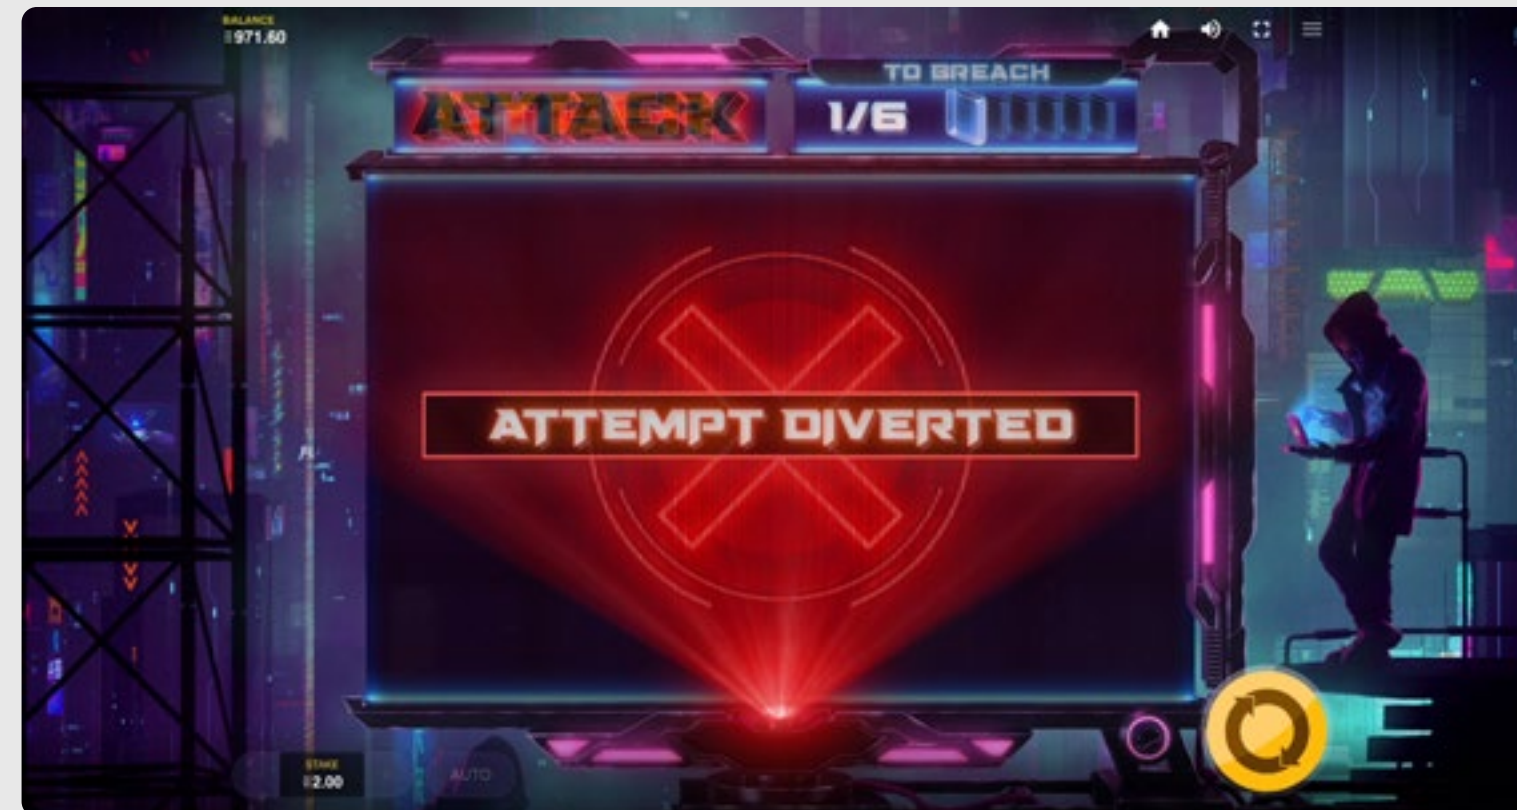 BALANCE
971.60
TO BREACH
ATTACK
1/6
ATTEMPT DIVERTED
STAKE
2.00
AUTO